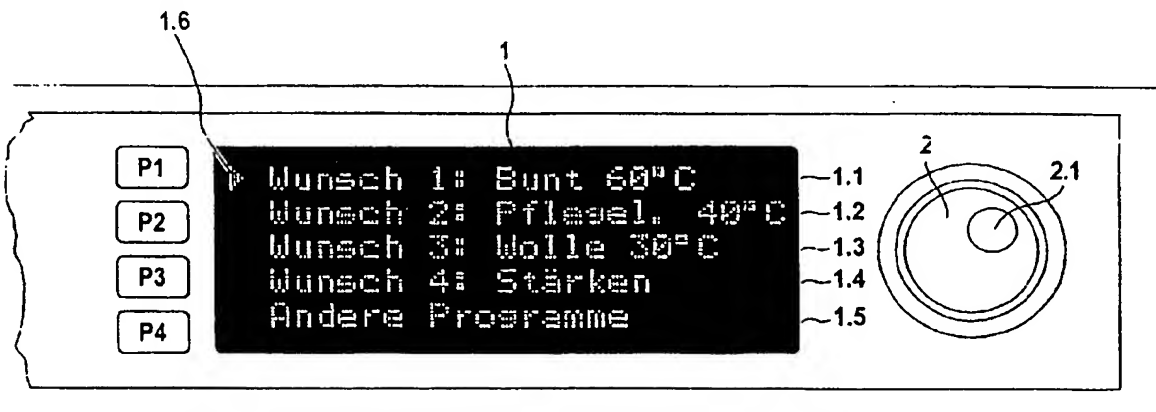 1.6
1
P1
P2
P3
P4
Wunsch 1: Bunt 60°C
Wunsch 2: Pflegel. 40°C
Wunsch 3: Wolle 30°C
Wunsch 4: Stärken
Andere Programme
1.1
1.2
1.3
1.4
1.5
2
2.1